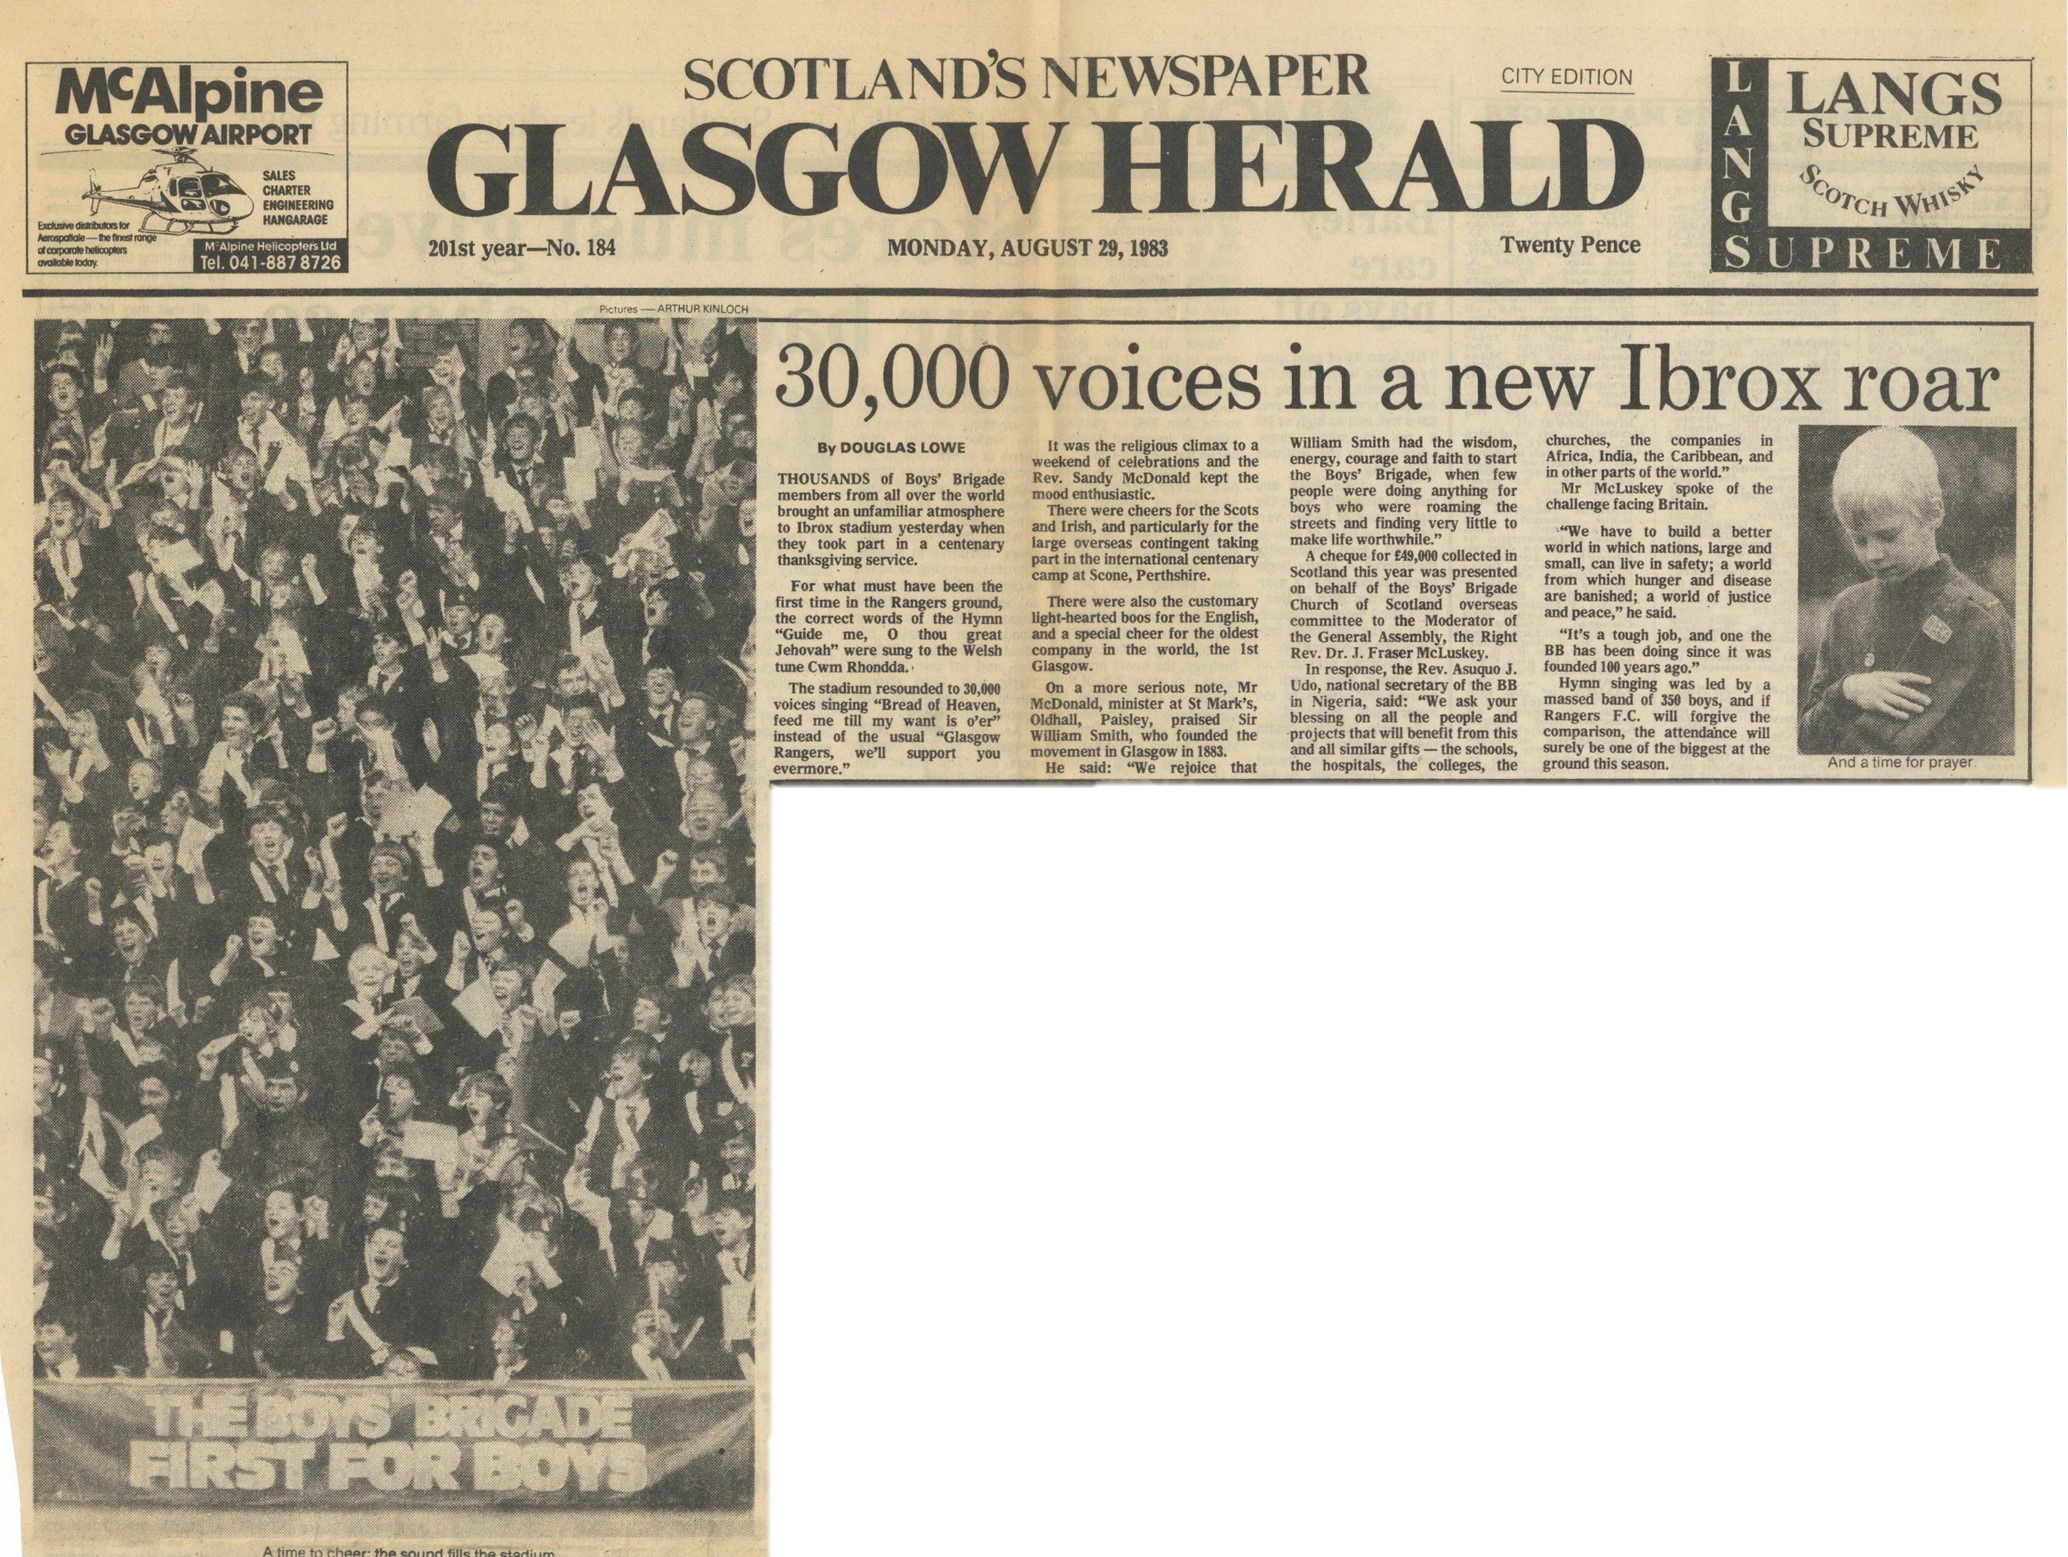 McAlpine
GLASGOW AIRPORT
SALES
CHARTER
ENGINEERING
HANGARAGE
Exclusive distributors for
Aerospatiale — the finest range
of corporate helicopters
available today.
McAlpine Helicopters Ltd
Tel. 041-887 8726
SCOTLAND'S NEWSPAPER
GLASGOW HERALD
CITY EDITION
201st year—No. 184
MONDAY, AUGUST 29, 1983
Twenty Pence
LANGS
SUPREME
LANGS
SUPREME
SCOTCH WHISKY
Pictures — ARTHUR KINLOCH
30,000 voices in a new Ibrox roar
By DOUGLAS LOWE
THOUSANDS of Boys' Brigade
members from all over the world
brought an unfamiliar atmosphere
to Ibrox stadium yesterday when
they took part in a centenary
thanksgiving service.
For what must have been the
first time in the Rangers ground,
the correct words of the Hymn
"Guide me, O thou great
Jehovah" were sung to the Welsh
tune Cwm Rhondda.
The stadium resounded to 30,000
voices singing "Bread of Heaven,
feed me till my want is o'er"
instead of the usual "Glasgow
Rangers, we'll support you
evermore."
It was the religious climax to a
weekend of celebrations and the
Rev. Sandy McDonald kept the
mood enthusiastic.
There were cheers for the Scots
and Irish, and particularly for the
large overseas contingent taking
part in the international centenary
camp at Scone, Perthshire.
There were also the customary
light-hearted boos for the English,
and a special cheer for the oldest
company in the world, the 1st
Glasgow.
On a more serious note, Mr
McDonald, minister at St Mark's,
Oldhall, Paisley, praised Sir
William Smith, who founded the
movement in Glasgow in 1883.
He said: "We rejoice that
William Smith had the wisdom,
energy, courage and faith to start
the Boys' Brigade, when few
people were doing anything for
boys who were roaming the
streets and finding very little to
make life worthwhile."
A cheque for £49,000 collected in
Scotland this year was presented
on behalf of the Boys' Brigade
Church of Scotland overseas
committee to the Moderator of
the General Assembly, the Right
Rev. Dr. J. Fraser McLuskey.
In response, the Rev. Asuquo J.
Udo, national secretary of the BB
in Nigeria, said: "We ask your
blessing on all the people and
projects that will benefit from this
and all similar gifts — the schools,
the hospitals, the colleges, the
churches, the companies in
Africa, India, the Caribbean, and
in other parts of the world."
Mr McLuskey spoke of the
challenge facing Britain.
"We have to build a better
world in which nations, large and
small, can live in safety; a world
from which hunger and disease
are banished; a world of justice
and peace," he said.
"It's a tough job, and one the
BB has been doing since it was
founded 100 years ago."
Hymn singing was led by a
massed band of 350 boys, and if
Rangers F.C. will forgive the
comparison, the attendance will
surely be one of the biggest at the
ground this season.
And a time for prayer.
THE BOYS' BRIGADE
FIRST FOR BOYS
A time to cheer: the sound fills the stadium